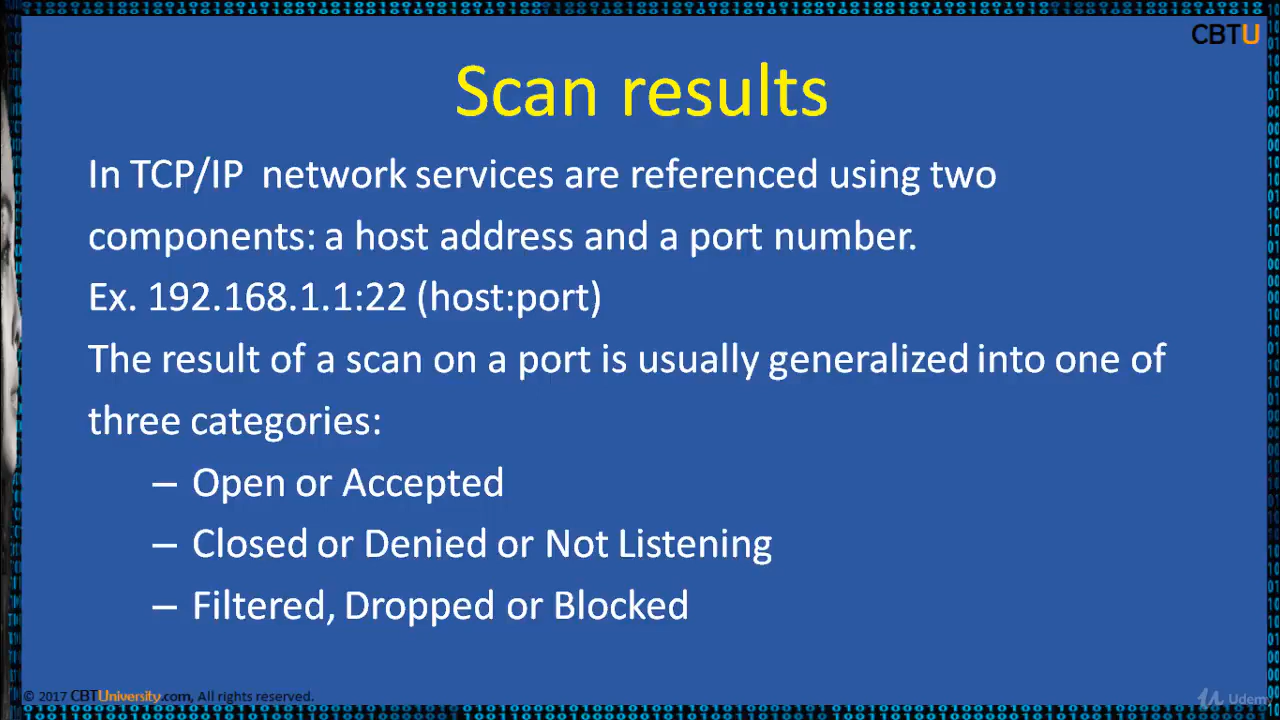 CBTU
Scan results
In TCP/IP  network services are referenced using two
components: a host address and a port number.
Ex. 192.168.1.1:22 (host:port)
The result of a scan on a port is usually generalized into one of
three categories:
– Open or Accepted
– Closed or Denied or Not Listening
– Filtered, Dropped or Blocked
© 2017 CBTUniversity.com, All rights reserved.
Udemy